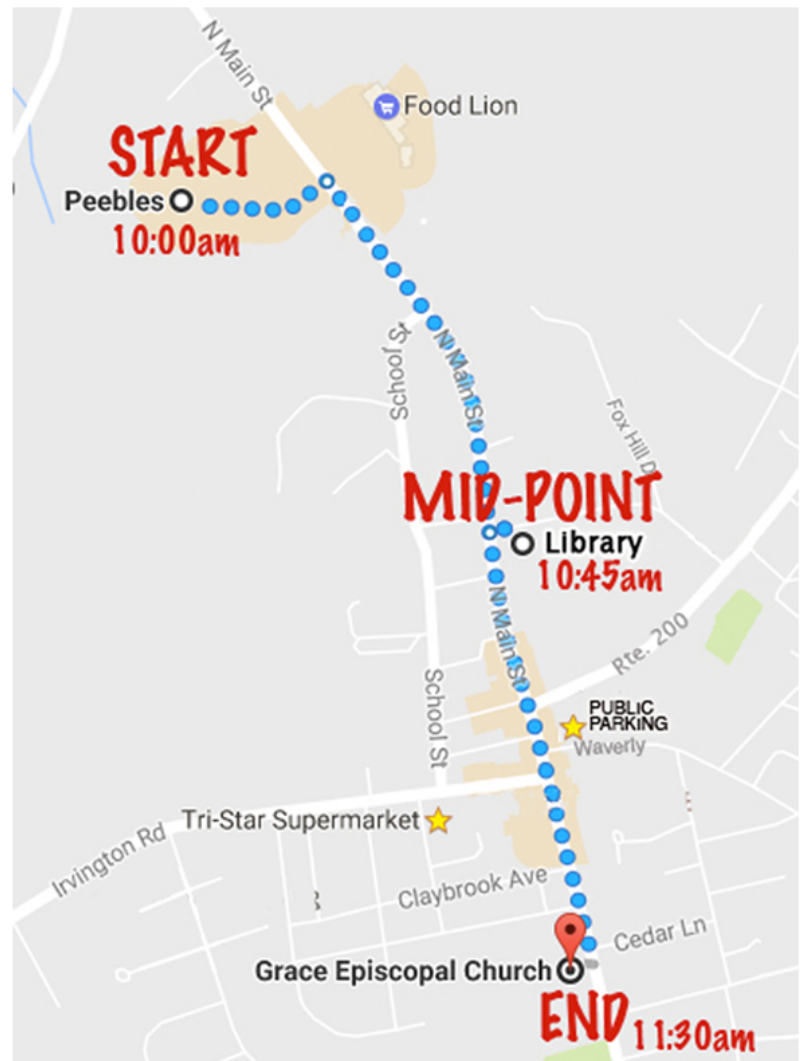 N Main St
Food Lion
START
Peebles
10:00am
School St
N Main St
Fox Hill D
MID-POINT
Library
10:45am
N Main St
Rte. 200
School St
PUBLIC
PARKING
Waverly
Tri-Star Supermarket
Irvington Rd
Claybrook Ave
Cedar Ln
Grace Episcopal Church
END
11:30am